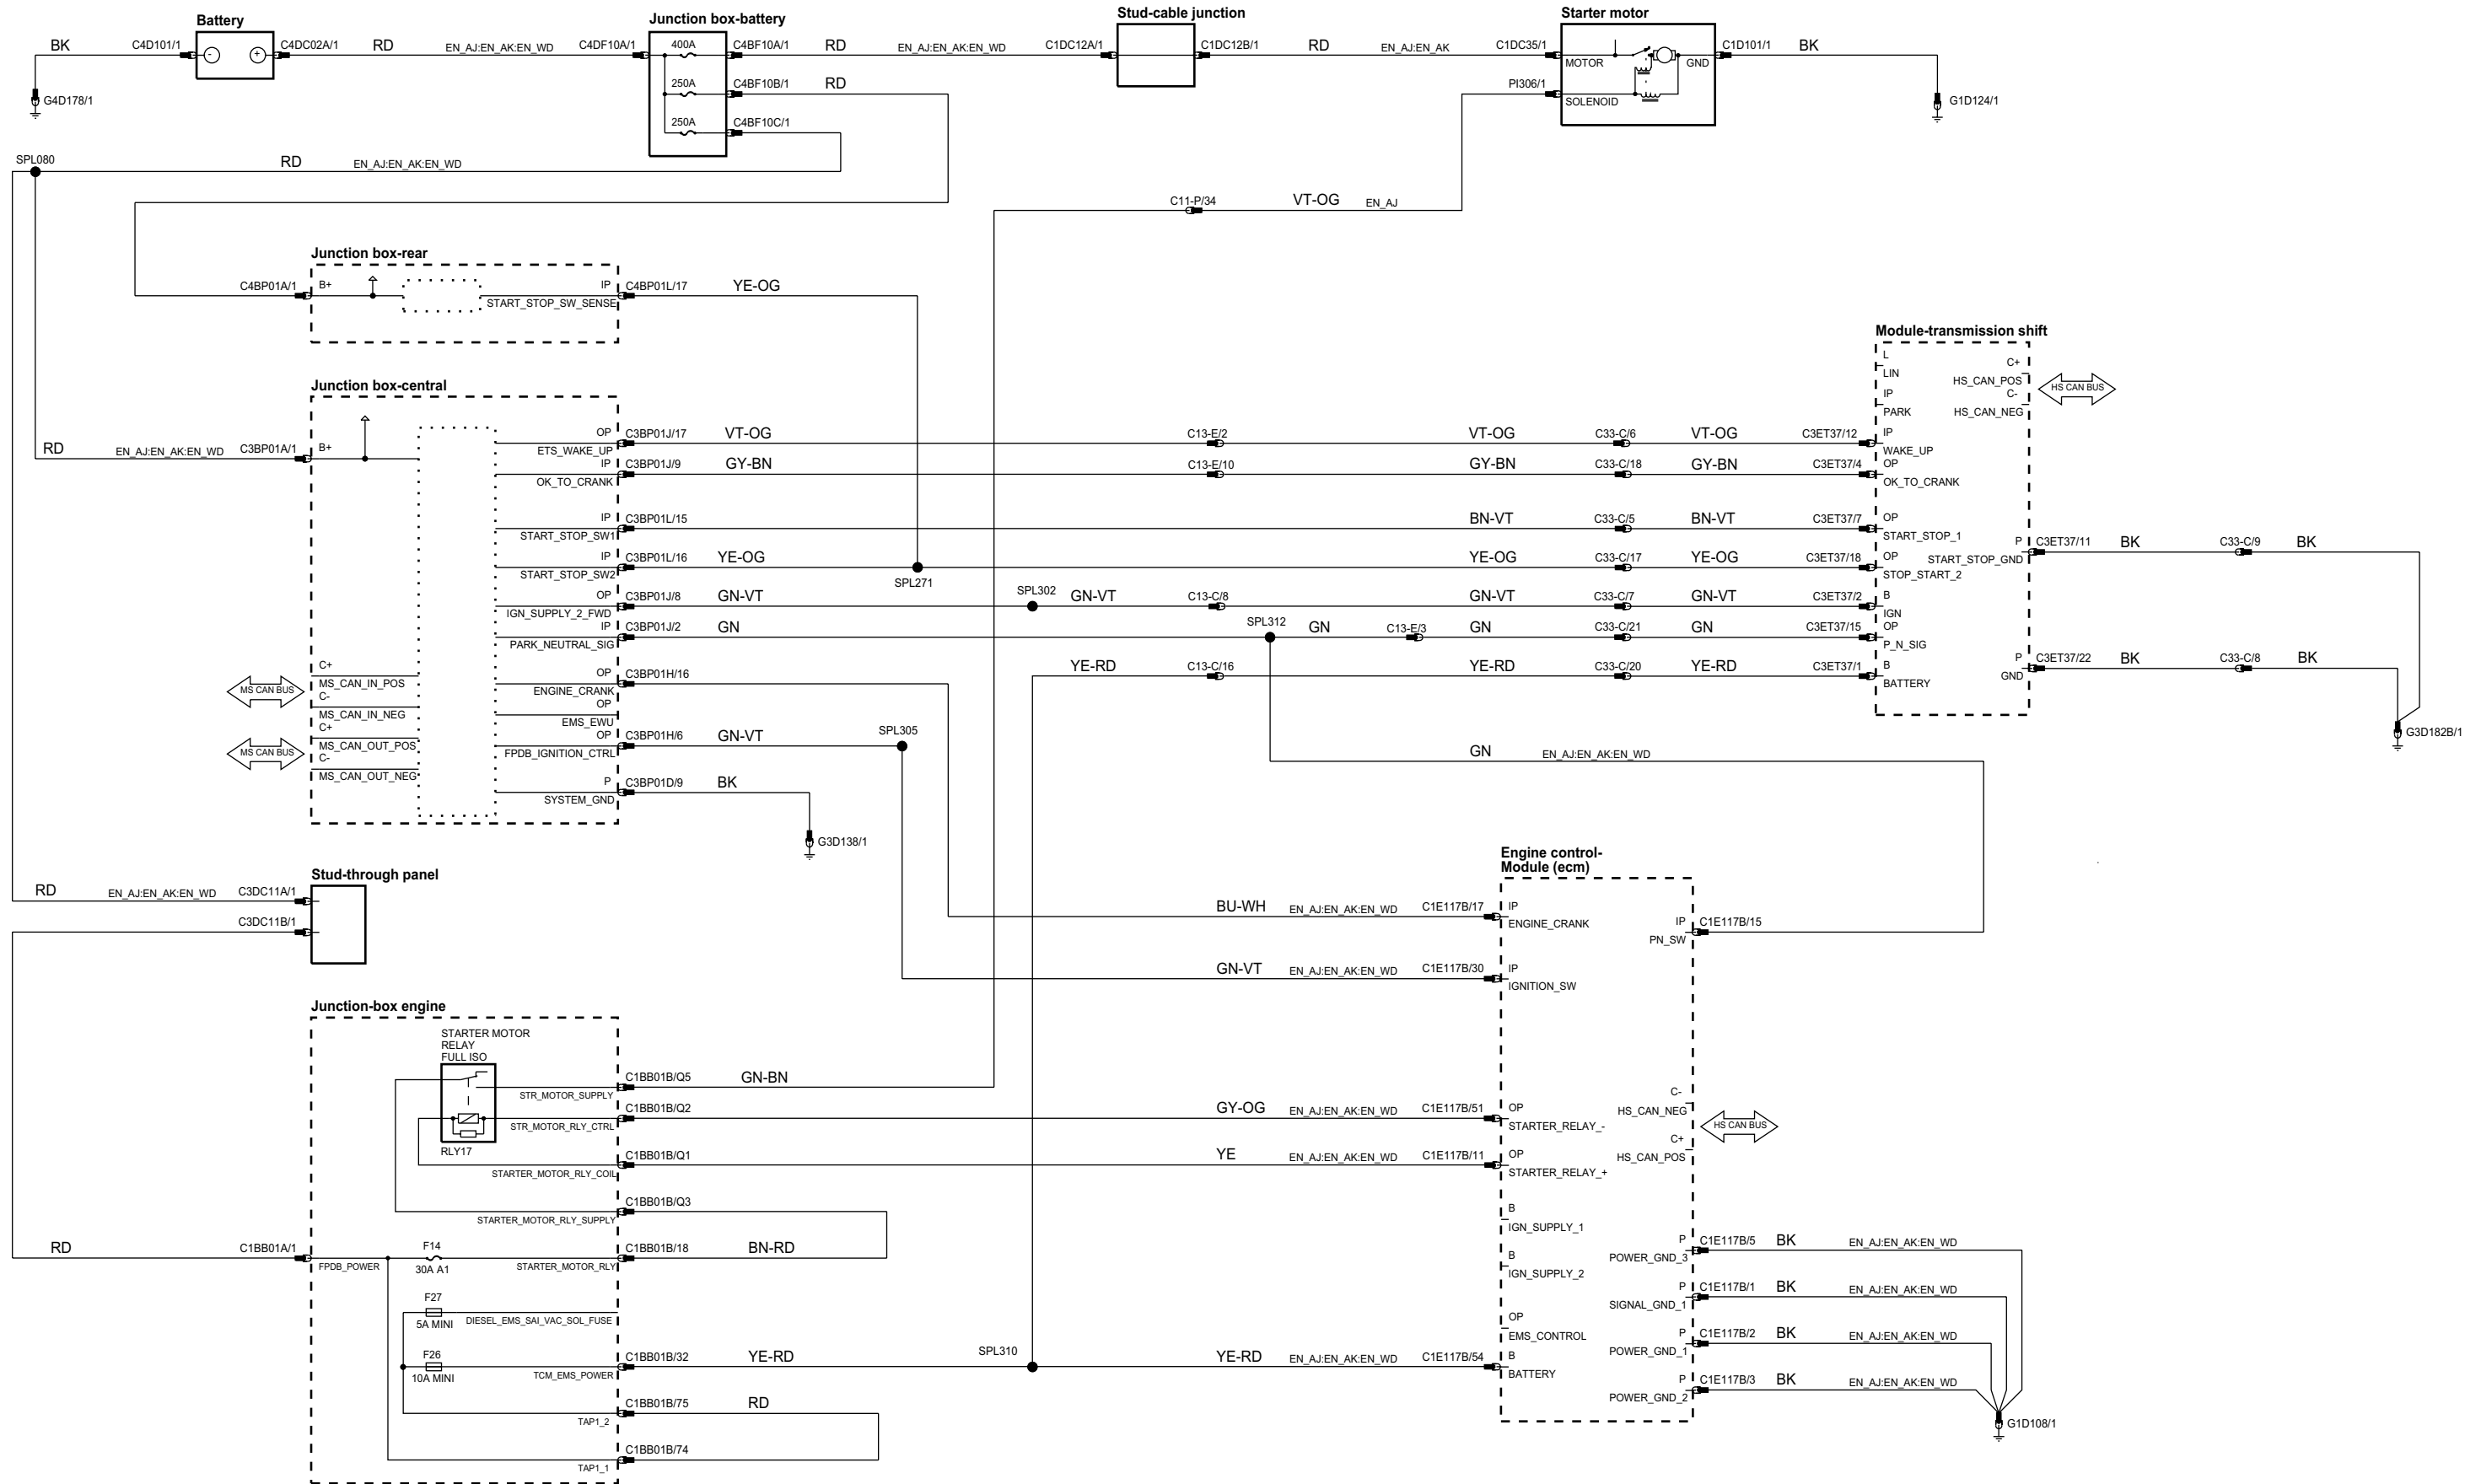 Battery
Junction box-battery
Stud-cable junction
Starter motor
BK
C4D101/1
-
+
C4DC02A/1
RD
EN_AJ:EN_AK:EN_WD
C4DF10A/1
400A
C4BF10A/1
RD
EN_AJ:EN_AK:EN_WD
C1DC12A/1
C1DC12B/1
RD
EN_AJ:EN_AK
C1DC35/1
MOTOR
GND
C1D101/1
BK
G4D178/1
250A
C4BF10B/1
RD
PI306/1
SOLENOID
G1D124/1
250A
C4BF10C/1
SPL080
RD
EN_AJ:EN_AK:EN_WD
C11-P/34
VT-OG
EN_AJ
Junction box-rear
C4BP01A/1
B+
IP
START_STOP_SW_SENSE
C4BP01L/17
YE-OG
Module-transmission shift
L
LIN
C+
HS_CAN_POS
IP
PARK
C-
HS_CAN_NEG
HS CAN BUS
Junction box-central
RD
EN_AJ:EN_AK:EN_WD
C3BP01A/1
B+
OP
ETS_WAKE_UP
C3BP01J/17
VT-OG
C13-E/2
VT-OG
C33-C/6
VT-OG
C3ET37/12
IP
WAKE_UP
IP
OK_TO_CRANK
C3BP01J/9
GY-BN
C13-E/10
GY-BN
C33-C/18
GY-BN
C3ET37/4
OP
OK_TO_CRANK
IP
START_STOP_SW1
C3BP01L/15
BN-VT
C33-C/5
BN-VT
C3ET37/7
OP
START_STOP_1
P
START_STOP_GND
C3ET37/11
BK
C33-C/9
BK
IP
START_STOP_SW2
C3BP01L/16
YE-OG
SPL271
YE-OG
C33-C/17
YE-OG
C3ET37/18
OP
STOP_START_2
OP
IGN_SUPPLY_2_FWD
C3BP01J/8
GN-VT
SPL302
GN-VT
C13-C/8
GN-VT
C33-C/7
GN-VT
C3ET37/2
B
IGN
IP
PARK_NEUTRAL_SIG
C3BP01J/2
GN
SPL312
GN
C13-E/3
GN
C33-C/21
GN
C3ET37/15
OP
P_N_SIG
YE-RD
C13-C/16
YE-RD
C33-C/20
YE-RD
C3ET37/1
B
BATTERY
P
GND
C3ET37/22
BK
C33-C/8
BK
G3D182B/1
C+
MS_CAN_IN_POS
C-
MS_CAN_IN_NEG
MS CAN BUS
C+
MS_CAN_OUT_POS
C-
MS_CAN_OUT_NEG
MS CAN BUS
OP
ENGINE_CRANK
C3BP01H/16
OP
EMS_EWU
OP
FPDB_IGNITION_CTRL
C3BP01H/6
GN-VT
SPL305
P
SYSTEM_GND
C3BP01D/9
BK
G3D138/1
GN
EN_AJ:EN_AK:EN_WD
Stud-through panel
RD
EN_AJ:EN_AK:EN_WD
C3DC11A/1
C3DC11B/1
Engine control-
Module (ecm)
BU-WH
EN_AJ:EN_AK:EN_WD
C1E117B/17
IP
ENGINE_CRANK
IP
PN_SW
C1E117B/15
GN-VT
EN_AJ:EN_AK:EN_WD
C1E117B/30
IP
IGNITION_SW
Junction-box engine
STARTER MOTOR
RELAY
FULL ISO
RLY17
STR_MOTOR_SUPPLY
C1BB01B/Q5
GN-BN
STR_MOTOR_RLY_CTRL
C1BB01B/Q2
GY-OG
EN_AJ:EN_AK:EN_WD
C1E117B/51
OP
STARTER_RELAY_-
C-
HS_CAN_NEG
C+
HS_CAN_POS
HS CAN BUS
STARTER_MOTOR_RLY_COIL
C1BB01B/Q1
YE
EN_AJ:EN_AK:EN_WD
C1E117B/11
OP
STARTER_RELAY_+
STARTER_MOTOR_RLY_SUPPLY
C1BB01B/Q3
B
IGN_SUPPLY_1
RD
C1BB01A/1
FPDB_POWER
F14
30A A1
STARTER_MOTOR_RLY
C1BB01B/18
BN-RD
B
IGN_SUPPLY_2
P
POWER_GND_3
C1E117B/5
BK
EN_AJ:EN_AK:EN_WD
F27
5A MINI
DIESEL_EMS_SAI_VAC_SOL_FUSE
P
SIGNAL_GND_1
C1E117B/1
BK
EN_AJ:EN_AK:EN_WD
OP
EMS_CONTROL
P
POWER_GND_1
C1E117B/2
BK
EN_AJ:EN_AK:EN_WD
F26
10A MINI
TCM_EMS_POWER
C1BB01B/32
YE-RD
SPL310
YE-RD
EN_AJ:EN_AK:EN_WD
C1E117B/54
B
BATTERY
P
POWER_GND_2
C1E117B/3
BK
EN_AJ:EN_AK:EN_WD
G1D108/1
TAP1_2
C1BB01B/75
RD
TAP1_1
C1BB01B/74